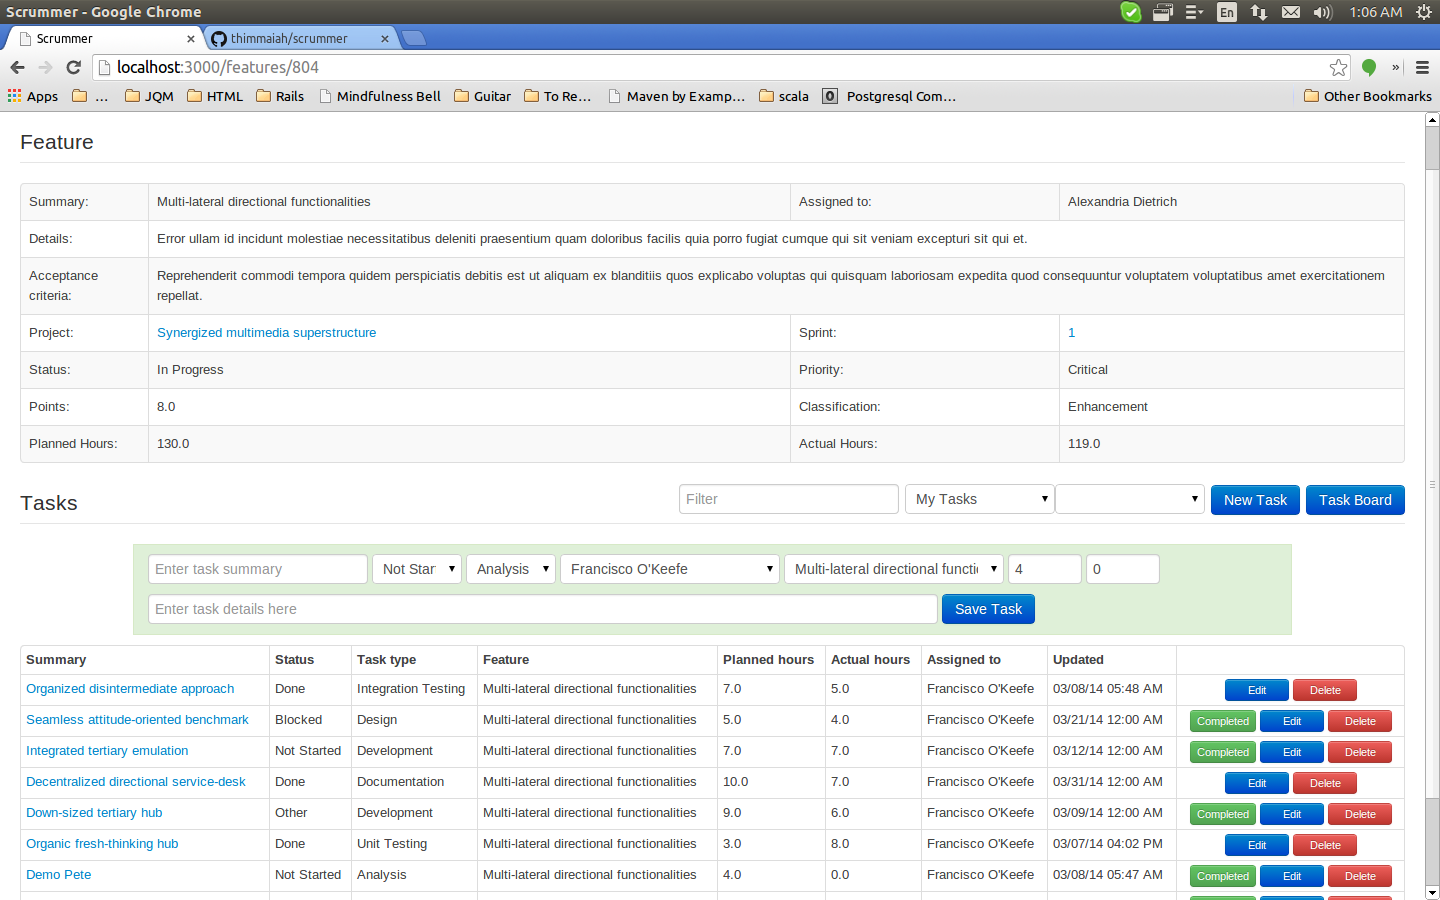 Scrummer - Google Chrome
En
1:06 AM
Scrummer
thimmaiah/scrummer
localhost:3000/features/804
Apps
...
JQM
HTML
Rails
Mindfulness Bell
Guitar
To Re...
Maven by Examp...
scala
Postgresql Com...
Other Bookmarks
Feature
Summary: Multi-lateral directional functionalities Assigned to: Alexandria Dietrich
Details: Error ullam id incidunt molestiae necessitatibus deleniti praesentium quam doloribus facilis quia porro fugiat cumque qui sit veniam excepturi sit qui et.
Acceptance criteria: Reprehenderit commodi tempora quidem perspiciatis debitis est ut aliquam ex blanditiis quos explicabo voluptas qui quisquam laboriosam expedita quod consequuntur voluptatem voluptatibus amet exercitationem
repellat.
Project: Synergized multimedia superstructure Sprint: 1
Status: In Progress Priority: Critical
Points: 8.0 Classification: Enhancement
Planned Hours: 130.0 Actual Hours: 119.0
Tasks
Filter
My Tasks
New Task
Task Board
Enter task summary
Not Star
Analysis
Francisco O'Keefe
Multi-lateral directional functi
4
0
Enter task details here
Save Task
Summary Status Task type Feature Planned hours Actual hours Assigned to Updated
Organized disintermediate approach Done Integration Testing Multi-lateral directional functionalities 7.0 5.0 Francisco O'Keefe 03/08/14 05:48 AM Edit Delete
Seamless attitude-oriented benchmark Blocked Design Multi-lateral directional functionalities 5.0 4.0 Francisco O'Keefe 03/21/14 12:00 AM Completed Edit Delete
Integrated tertiary emulation Not Started Development Multi-lateral directional functionalities 7.0 7.0 Francisco O'Keefe 03/12/14 12:00 AM Completed Edit Delete
Decentralized directional service-desk Done Documentation Multi-lateral directional functionalities 10.0 7.0 Francisco O'Keefe 03/31/14 12:00 AM Edit Delete
Down-sized tertiary hub Other Development Multi-lateral directional functionalities 9.0 6.0 Francisco O'Keefe 03/09/14 12:00 AM Completed Edit Delete
Organic fresh-thinking hub Done Unit Testing Multi-lateral directional functionalities 3.0 8.0 Francisco O'Keefe 03/07/14 04:02 PM Edit Delete
Demo Pete Not Started Analysis Multi-lateral directional functionalities 4.0 0.0 Francisco O'Keefe 03/08/14 05:47 AM Completed Edit Delete